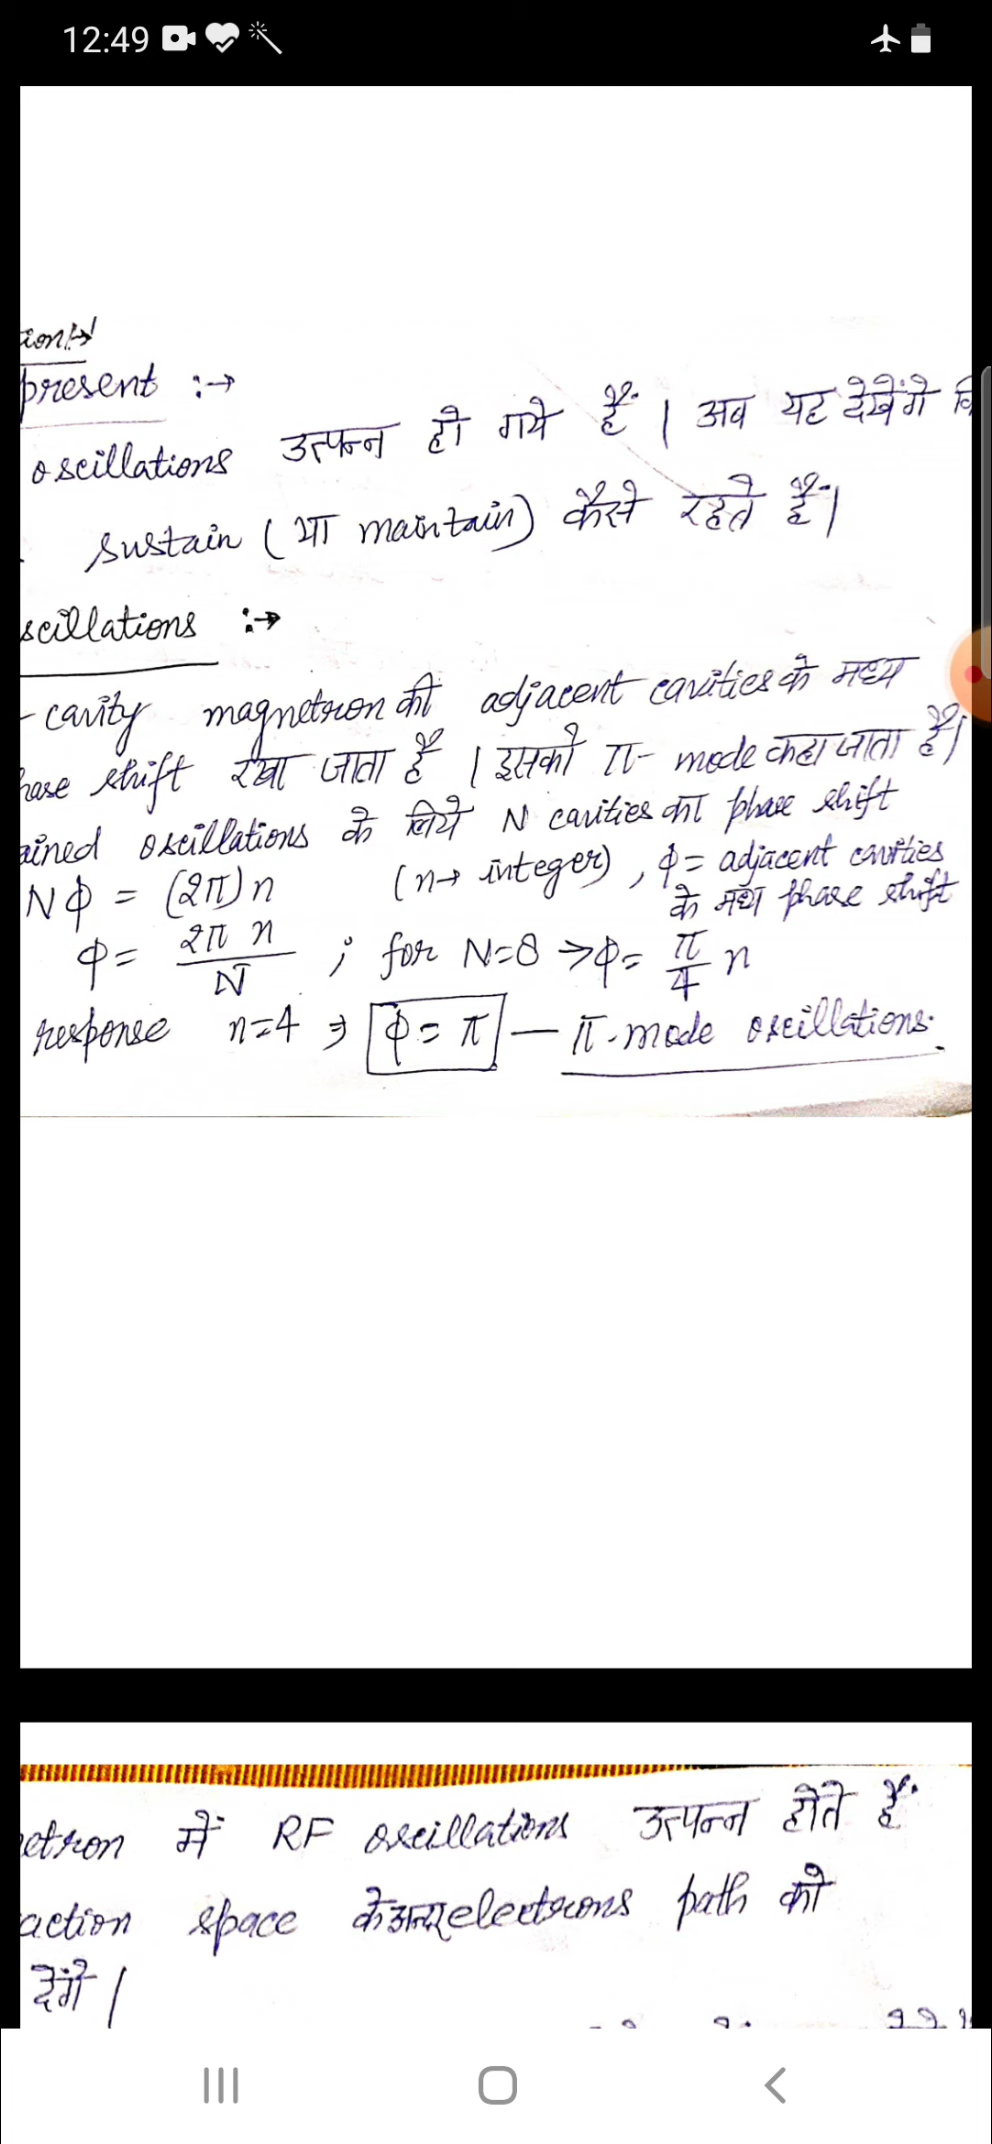 12:49
ion:→
present :→
oscillations उत्पन्न हो गये हैं । अब यह देखेंगे कि
sustain (या maintain) कैसे रहते हैं।
scillations :→
- cavity magnetron की adjacent cavities के मध्य
hase shift रखा जाता है । इसको π- mode कहा जाता है।
ained oscillations के लिये N cavities का phase shift
Nφ = (2π)n (n→ integer) , φ= adjacent cavities के मध्य phase shift
φ= 2π n / N ; for N=8 → φ= π/4 n
response n=4 ⇒ φ = π — π-mode oscillations.
etron में RF oscillations उत्पन्न होते हैं
action space के अन्दर electrons path को
देंगे ।